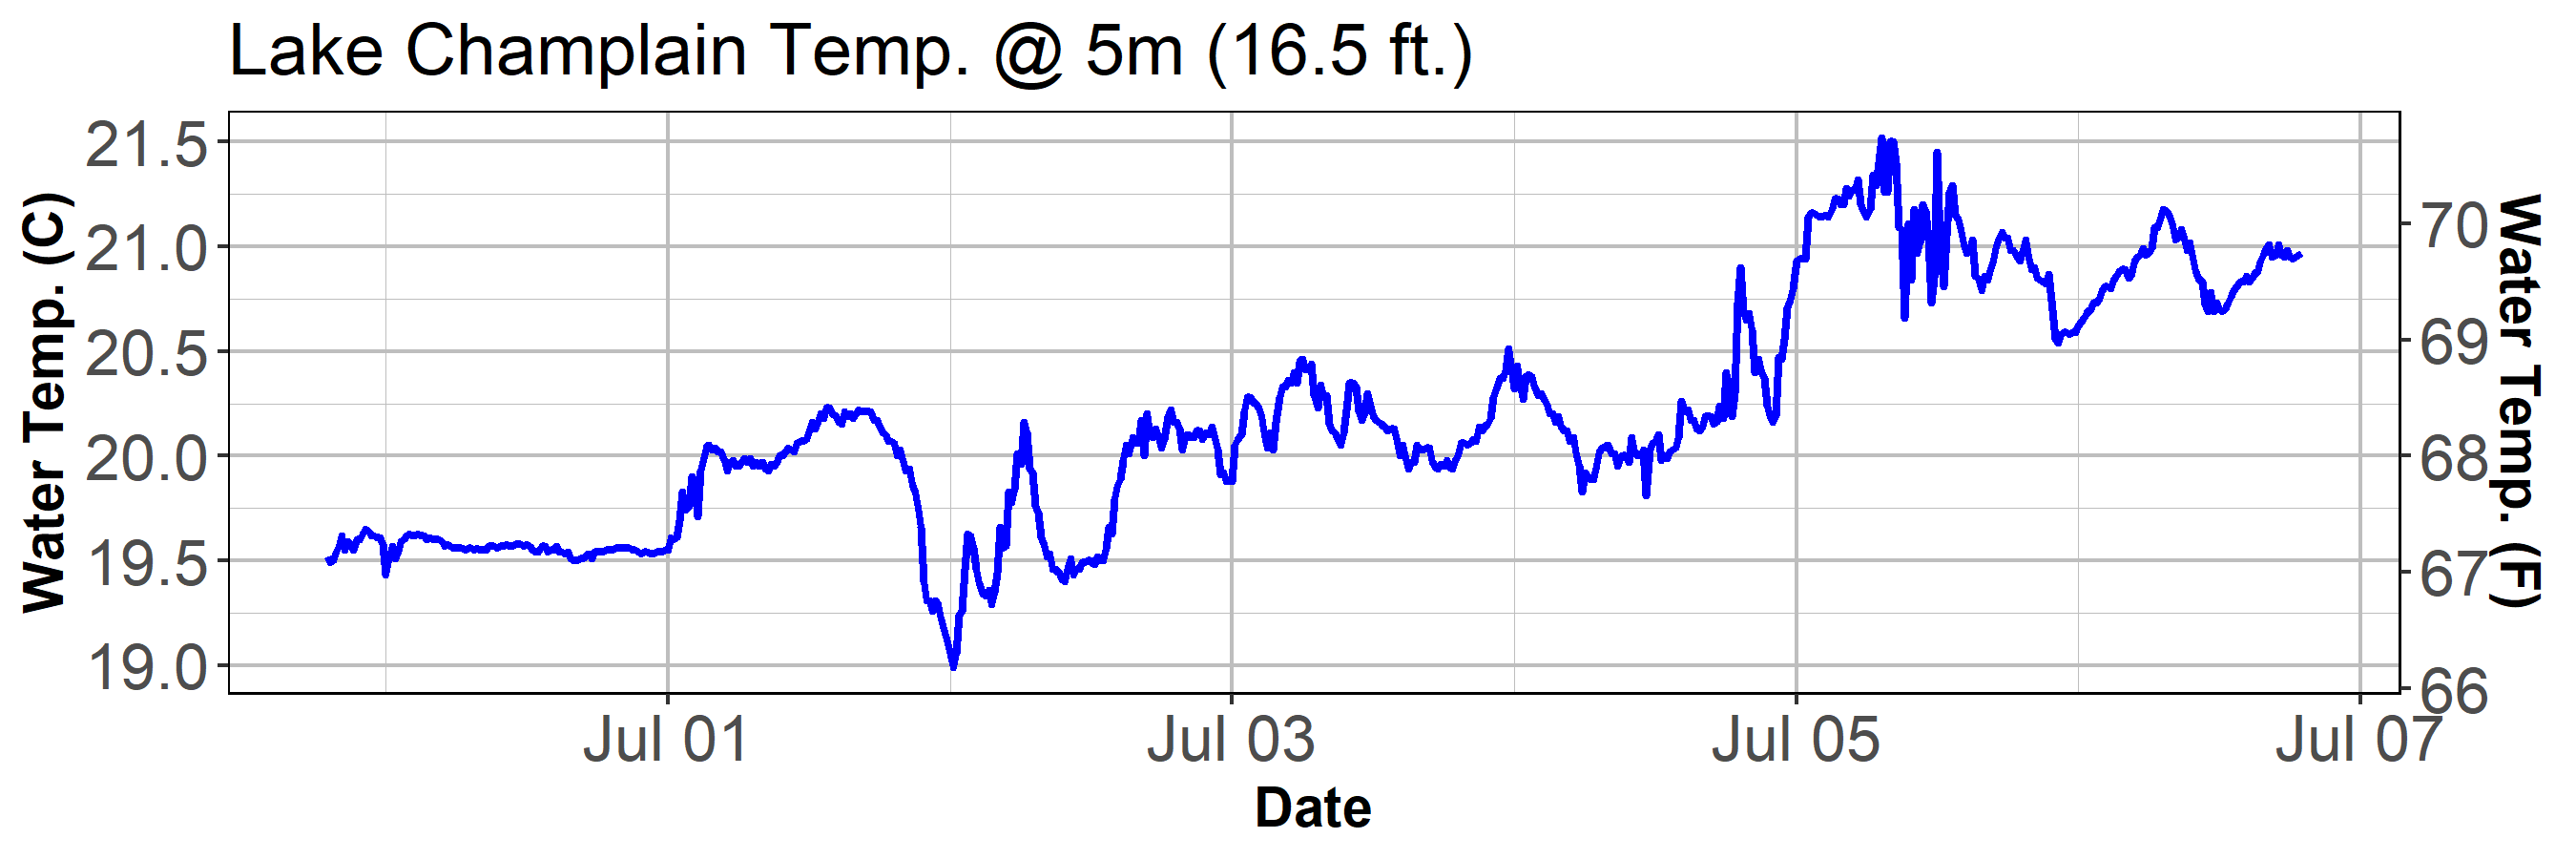 Lake Champlain Temp. @ 5m (16.5 ft.)
Water Temp. (C)
21.5
21.0
20.5
20.0
19.5
19.0
70
69
68
67
66
Water Temp. (F)
Jul 01 Jul 03 Jul 05 Jul 07
Date